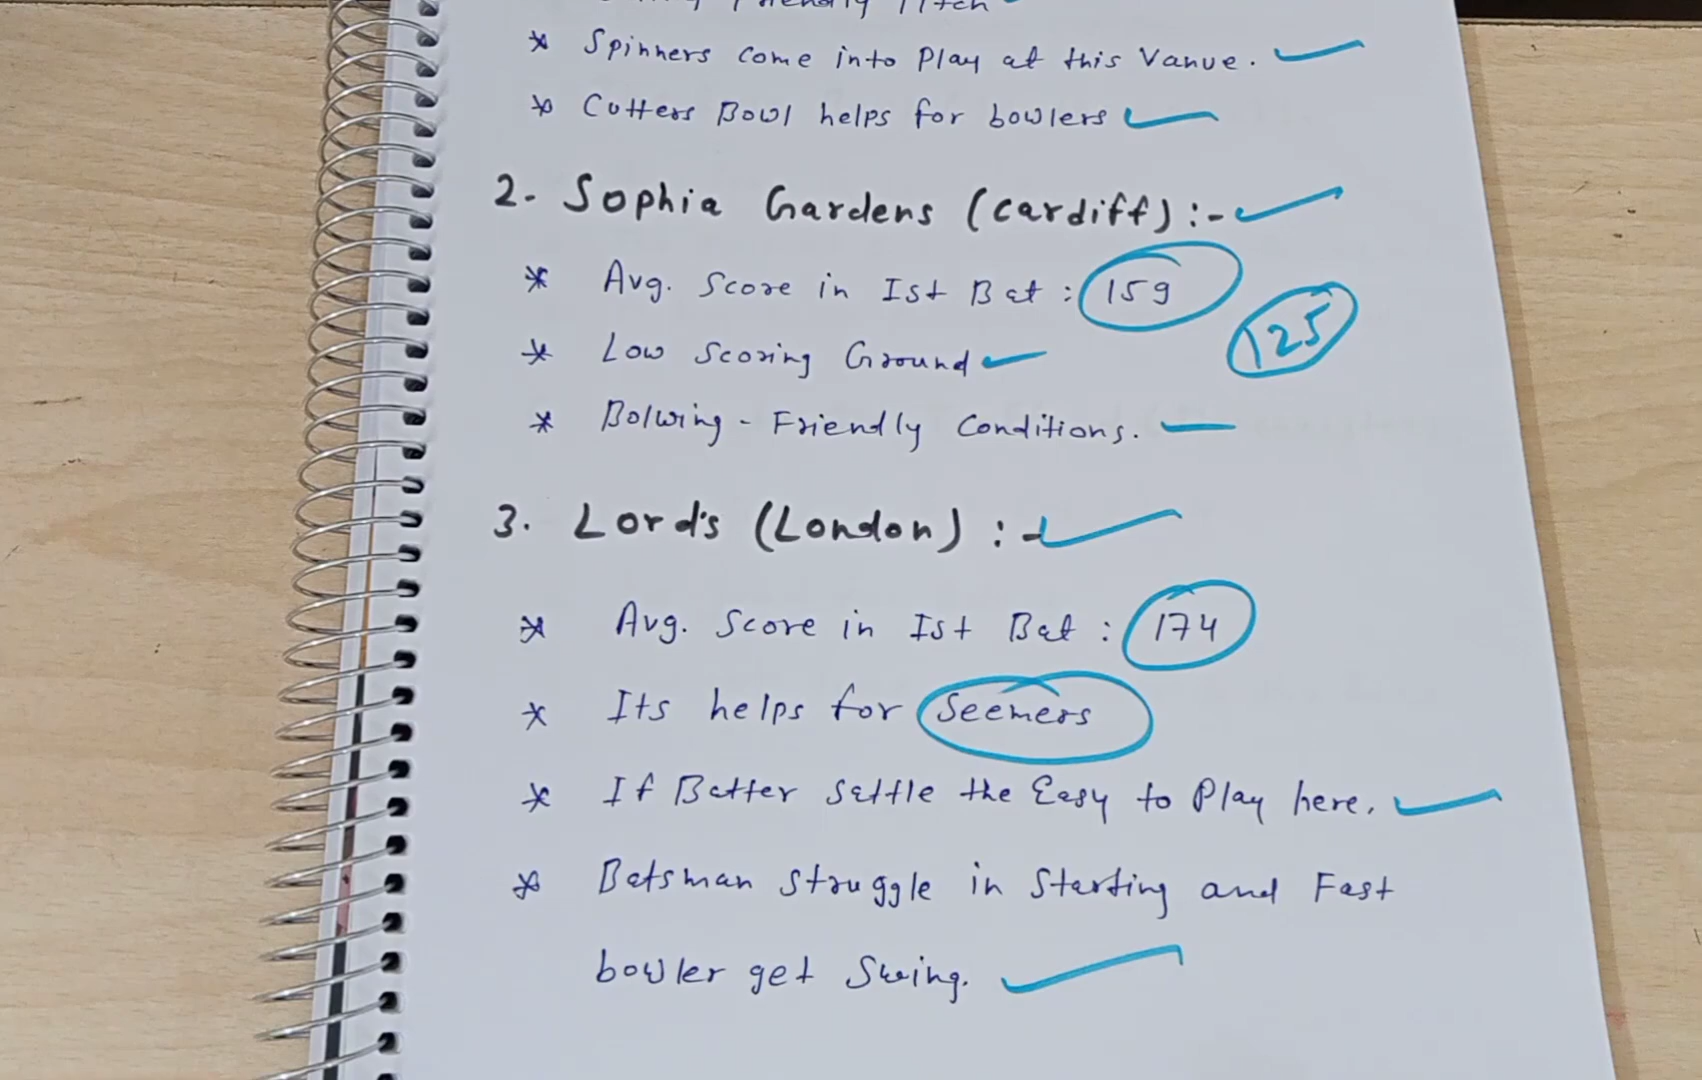 Friendly Pitch
* Spinners come into Play at this Vanue.
* Cutters Bowl helps for bowlers
2. Sophia Gardens (Cardiff) :-
* Avg. Score in Ist Bat : 159
125
* Low Scoring Ground
* Bolwing - Friendly Conditions.
3. Lord's (London) : -
* Avg. Score in Ist Bat : 174
* Its helps for Seemers
* If Batter Sattle the Easy to Play here.
* Batsman Struggle in Starting and Fast
bowler get Swing.